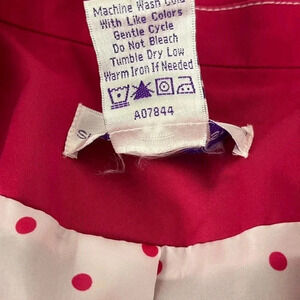 Machine Wash Cold
With Like Colors
Gentle Cycle
Do Not Bleach
Tumble Dry Low
Warm Iron If Needed
A07844